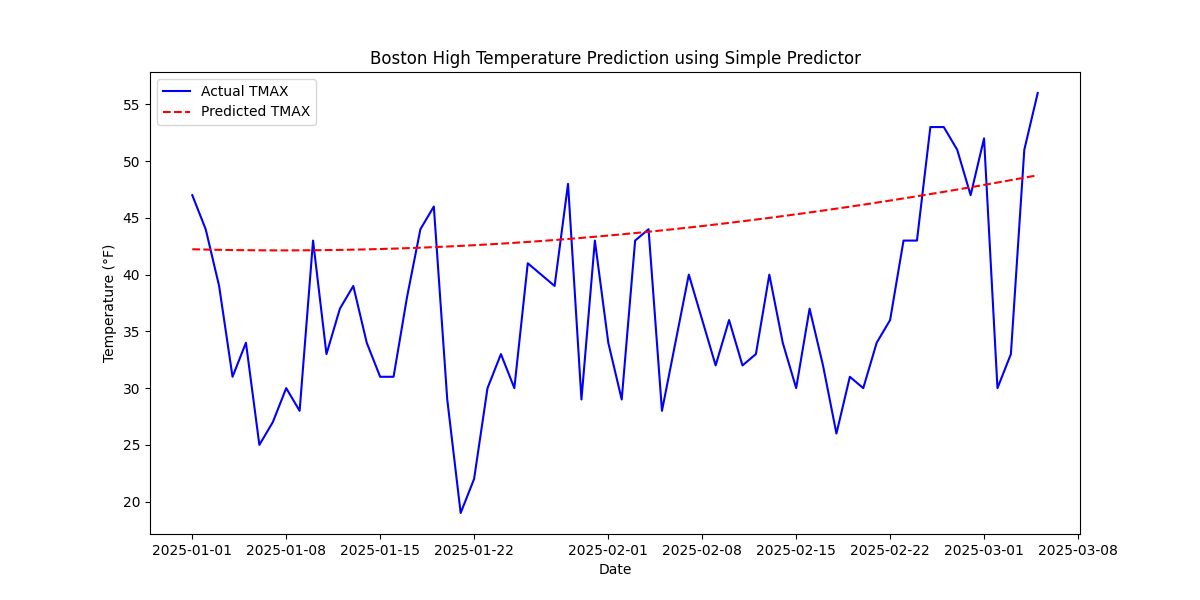 Boston High Temperature Prediction using Simple Predictor
Actual TMAX
Predicted TMAX
Temperature (°F)
55
50
45
40
35
30
25
20
2025-01-01 2025-01-08 2025-01-15 2025-01-22 2025-02-01 2025-02-08 2025-02-15 2025-02-22 2025-03-01 2025-03-08
Date